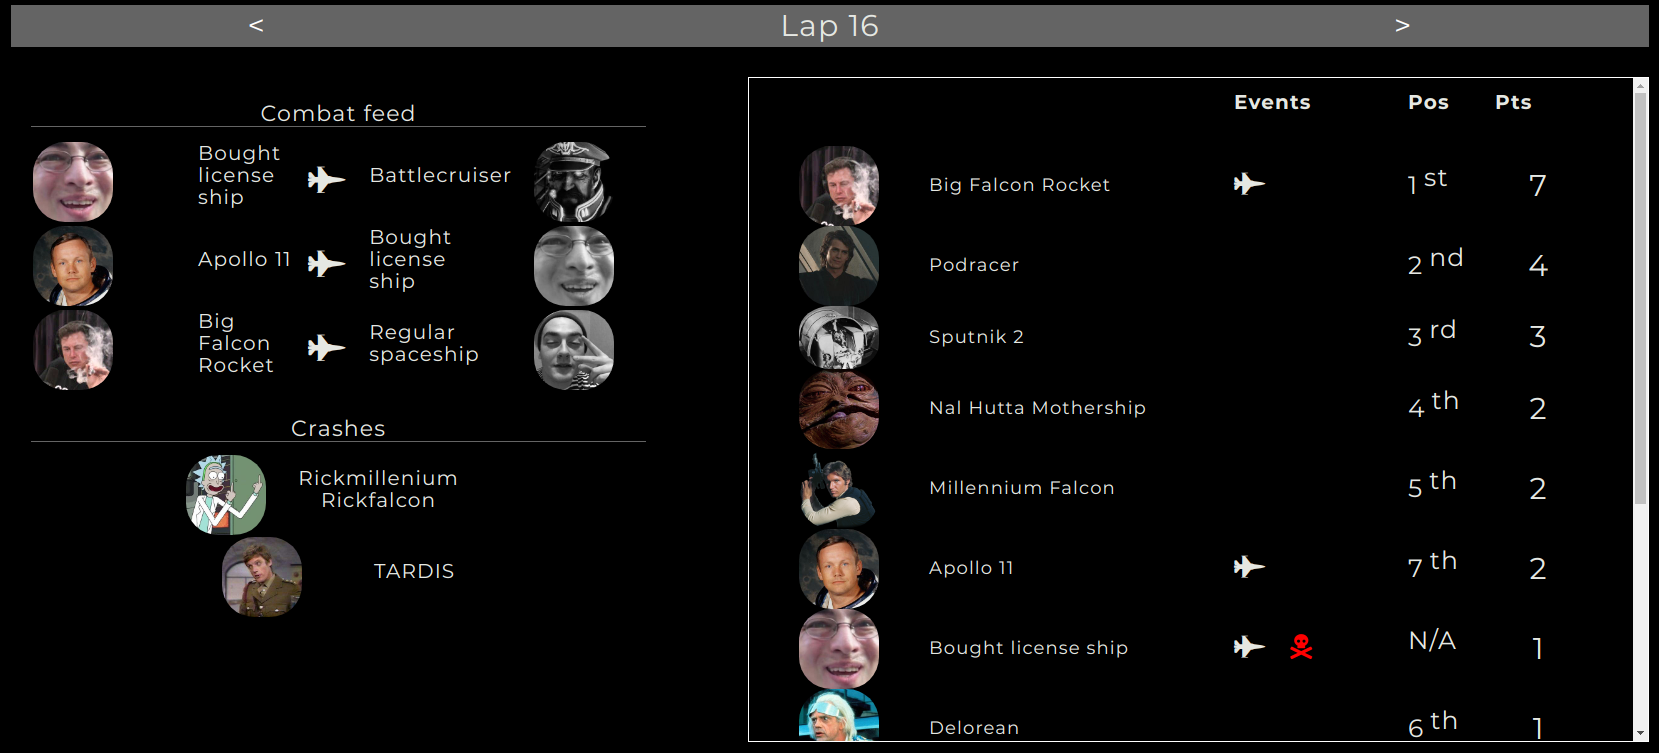 < Lap 16 >
Combat feed
Bought
license
ship
Battlecruiser
Apollo 11
Bought
license
ship
Big
Falcon
Rocket
Regular
spaceship
Crashes
Rickmillenium
Rickfalcon
TARDIS
Events Pos Pts
Big Falcon Rocket 1 st 7
Podracer 2 nd 4
Sputnik 2 3 rd 3
Nal Hutta Mothership 4 th 2
Millennium Falcon 5 th 2
Apollo 11 7 th 2
Bought license ship N/A 1
Delorean 6 th 1